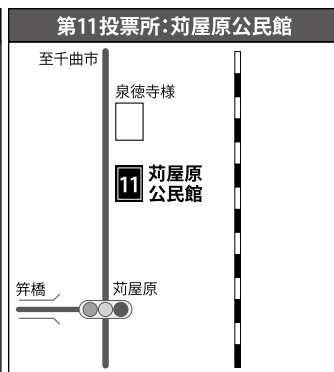 第11投票所：苅屋原公民館
至千曲市
泉徳寺様
11 苅屋原
公民館
笄橋
苅屋原